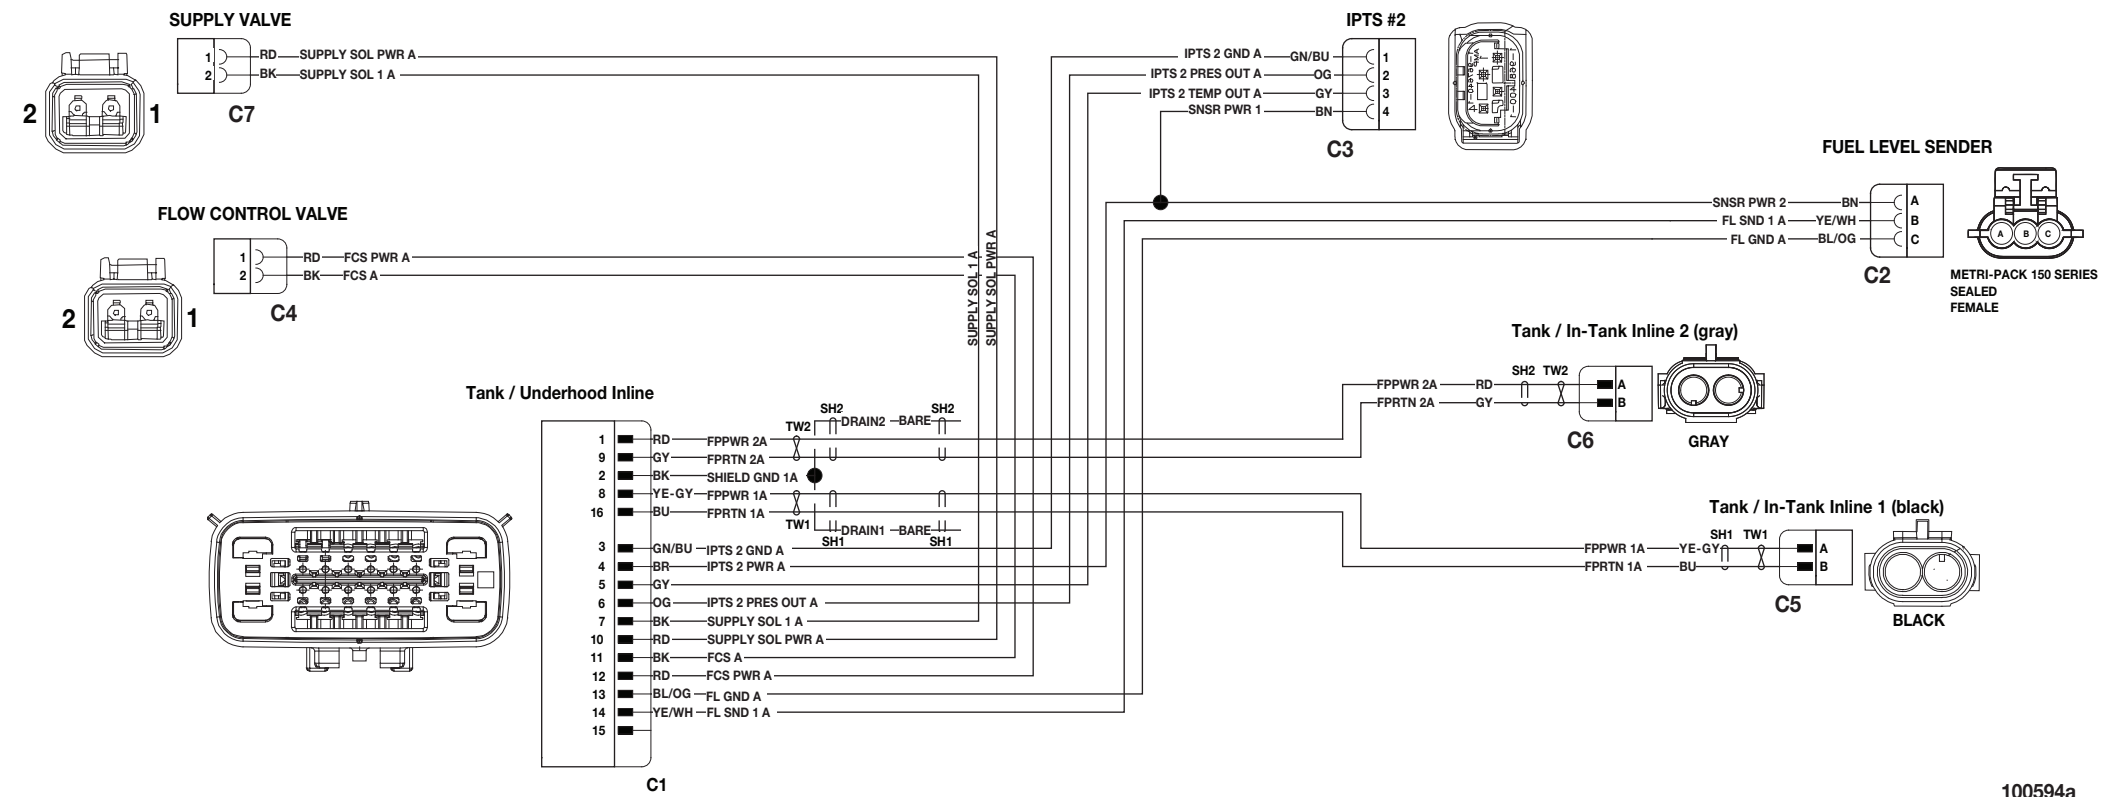 SUPPLY VALVE
1 RD SUPPLY SOL PWR A
2 BK SUPPLY SOL 1 A
C7
2 1
FLOW CONTROL VALVE
1 RD FCS PWR A
2 BK FCS A
C4
2 1
SUPPLY SOL 1 A
SUPPLY SOL PWR A
IPTS #2
IPTS 2 GND A GN/BU 1
IPTS 2 PRES OUT A OG 2
IPTS 2 TEMP OUT A GY 3
SNSR PWR 1 BN 4
C3
FUEL LEVEL SENDER
SNSR PWR 2 BN A
FL SND 1 A YE/WH B
FL GND A BL/OG C
C2
A B C
METRI-PACK 150 SERIES
SEALED
FEMALE
Tank / In-Tank Inline 2 (gray)
SH2 TW2
FPPWR 2A RD A
FPRTN 2A GY B
C6
GRAY
Tank / In-Tank Inline 1 (black)
SH1 TW1
FPPWR 1A YE-GY A
FPRTN 1A BU B
C5
BLACK
Tank / Underhood Inline
SH2 SH2
TW2 DRAIN2 BARE
1 RD FPPWR 2A
9 GY FPRTN 2A
2 BK SHIELD GND 1A
8 YE-GY FPPWR 1A
16 BU FPRTN 1A
TW1 DRAIN1 BARE
SH1 SH1
3 GN/BU IPTS 2 GND A
4 BR IPTS 2 PWR A
5 GY
6 OG IPTS 2 PRES OUT A
7 BK SUPPLY SOL 1 A
10 RD SUPPLY SOL PWR A
11 BK FCS A
12 RD FCS PWR A
13 BL/OG FL GND A
14 YE/WH FL SND 1 A
15
C1
100594a